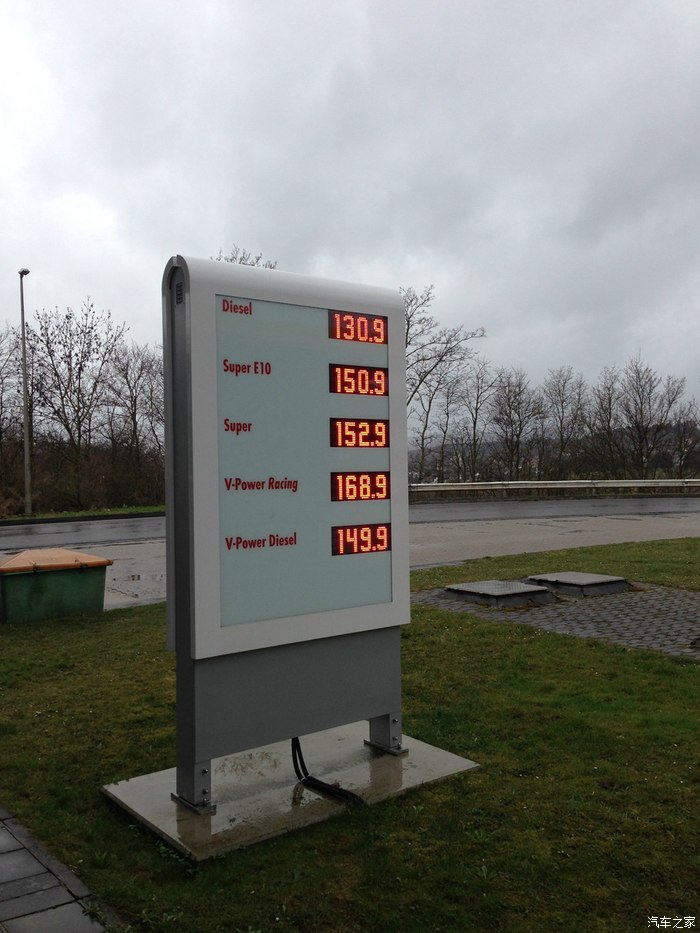 Diesel 130.9
Super E10 150.9
Super 152.9
V-Power Racing 168.9
V-Power Diesel 149.9
汽车之家